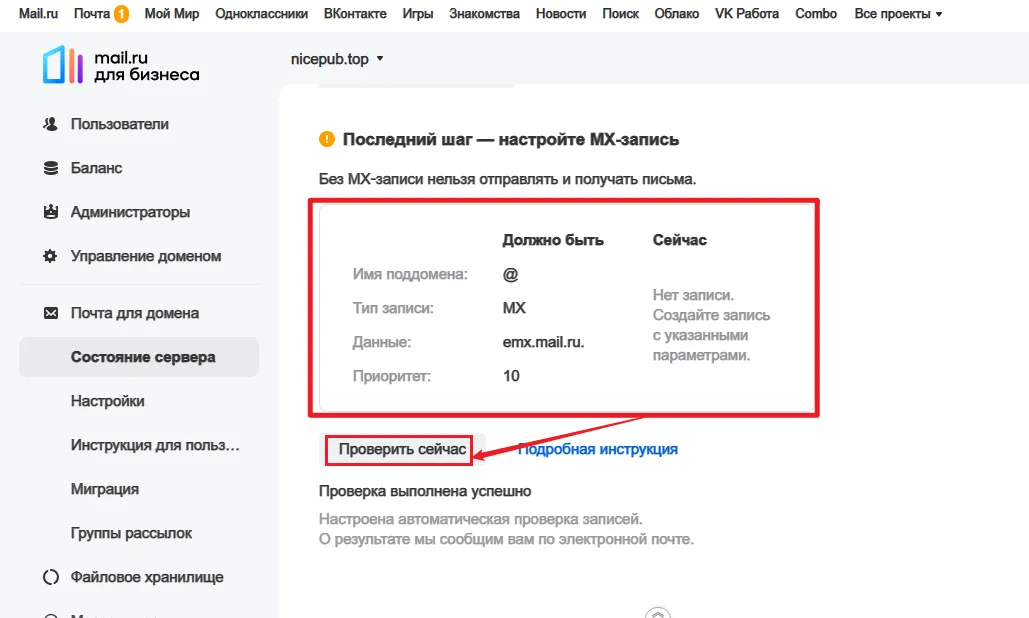 Mail.ru Почта 1 Мой Мир Одноклассники ВКонтакте Игры Знакомства Новости Поиск Облако VK Работа Combo Все проекты
mail.ru
для бизнеса
nicepub.top
Пользователи
Баланс
Администраторы
Управление доменом
Почта для домена
Состояние сервера
Настройки
Инструкция для польз...
Миграция
Группы рассылок
Файловое хранилище
Последний шаг — настройте MX-запись
Без MX-записи нельзя отправлять и получать письма.
Должно быть Сейчас
Имя поддомена: @
Тип записи: MX
Данные: emx.mail.ru.
Приоритет: 10
Нет записи.
Создайте запись
с указанными
параметрами.
Проверить сейчас Подробная инструкция
Проверка выполнена успешно
Настроена автоматическая проверка записей.
О результате мы сообщим вам по электронной почте.